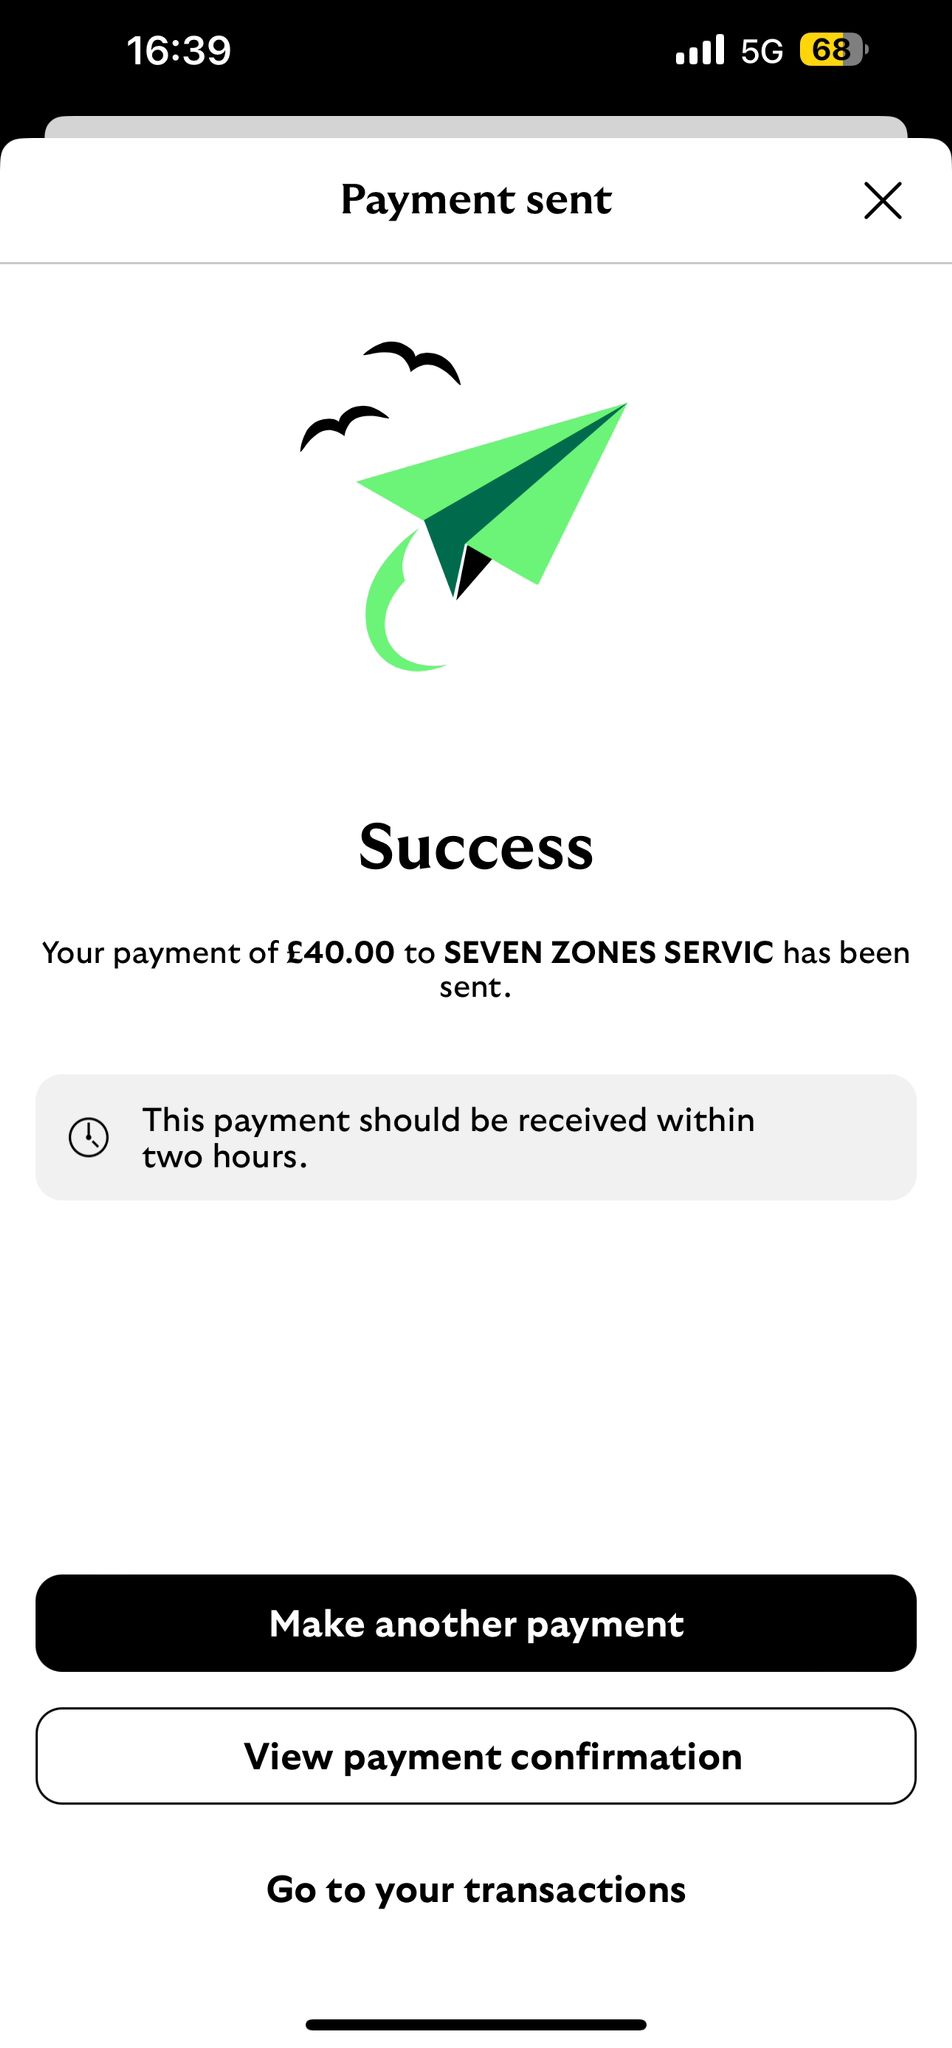 16:39
5G
68
Payment sent
Success
Your payment of £40.00 to SEVEN ZONES SERVIC has been
sent.
This payment should be received within
two hours.
Make another payment
View payment confirmation
Go to your transactions